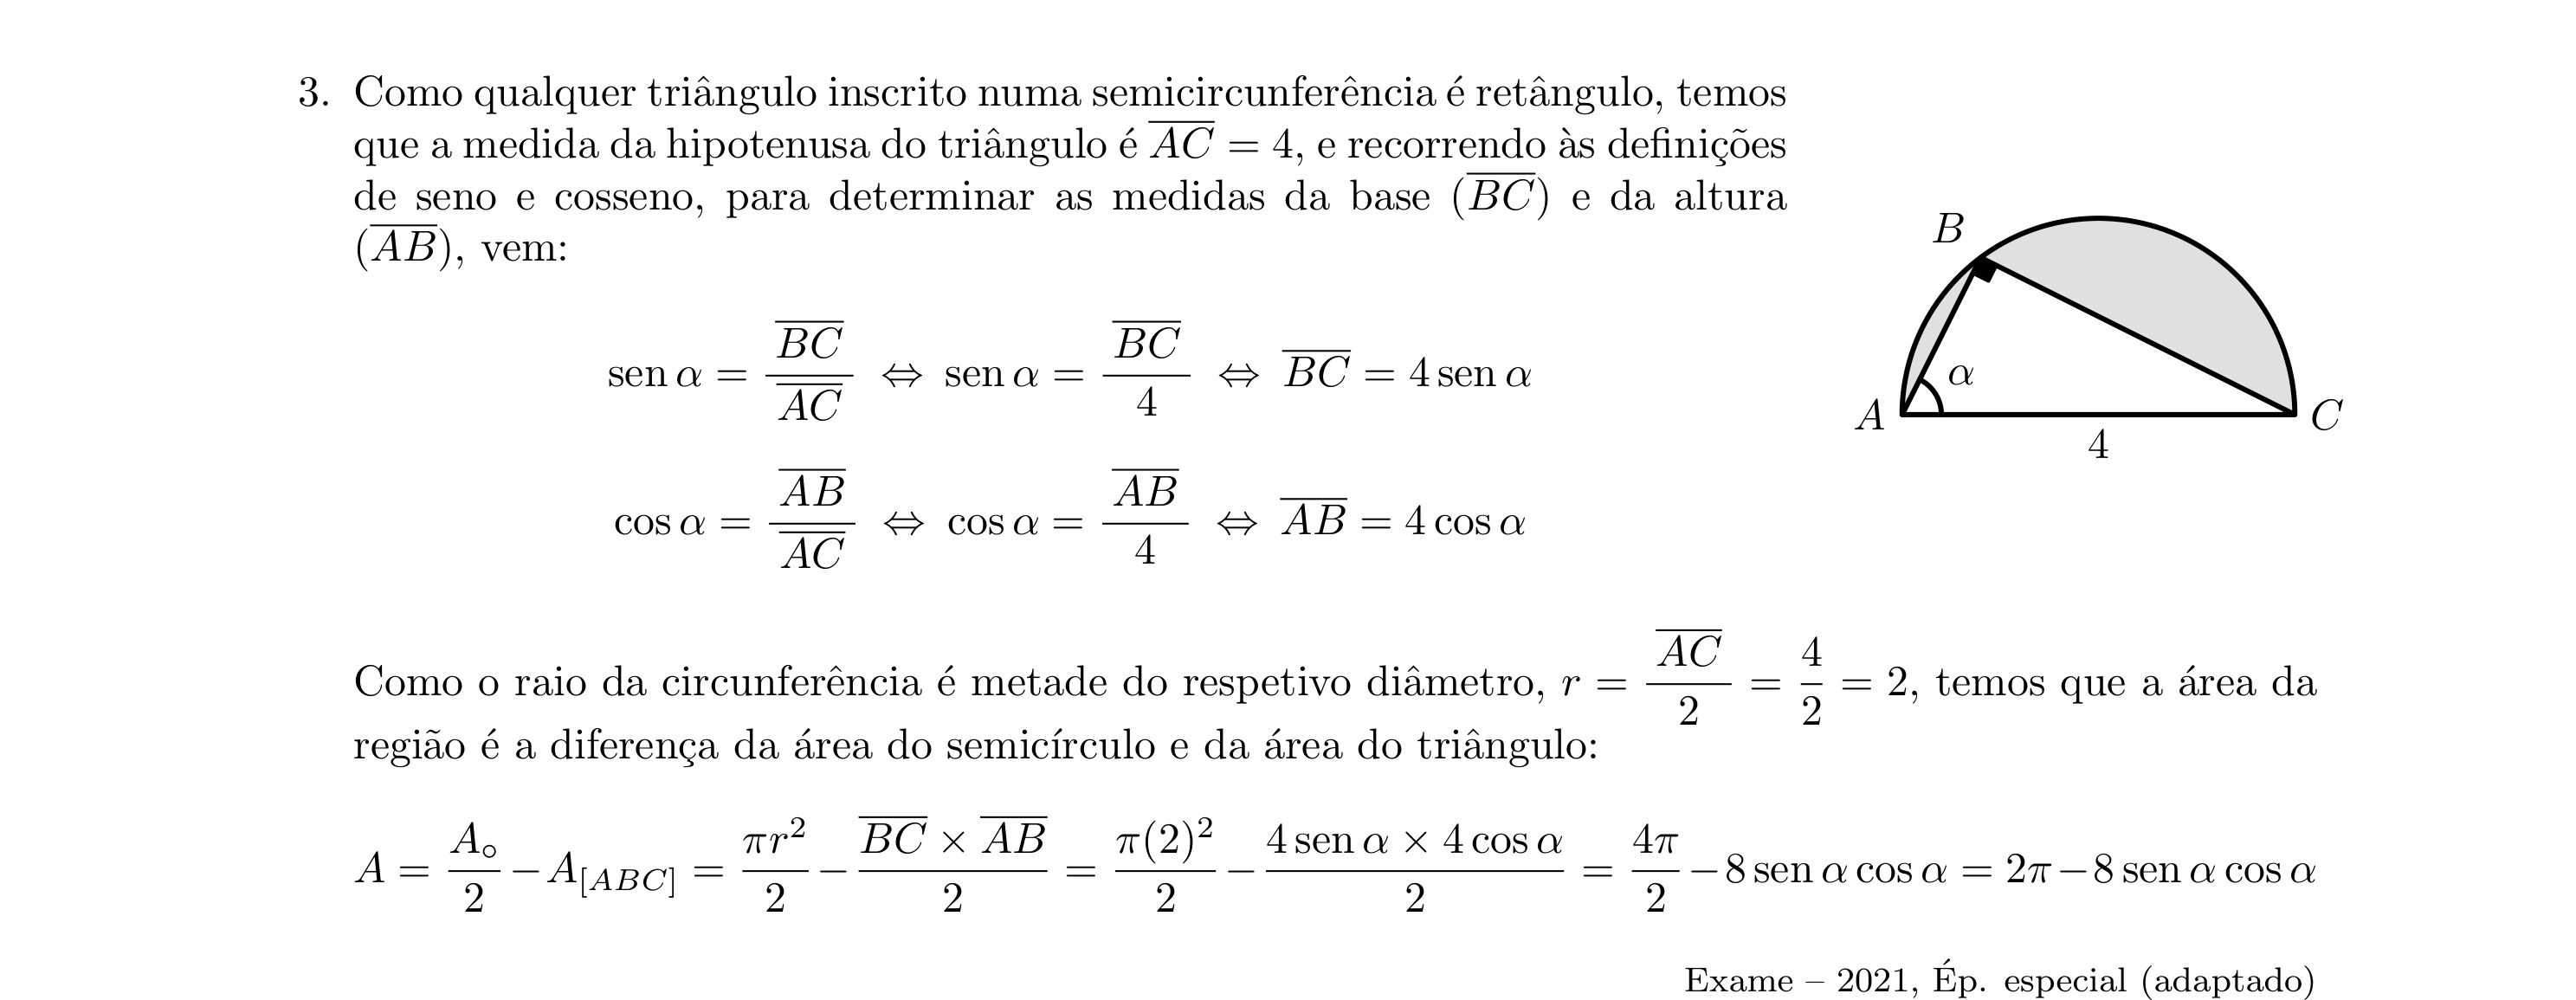 3. Como qualquer triângulo inscrito numa semicircunferência é retângulo, temos
que a medida da hipotenusa do triângulo é $\overline{AC} = 4$, e recorrendo às definições
de seno e cosseno, para determinar as medidas da base ($\overline{BC}$) e da altura
($\overline{AB}$), vem:
B
α
A
C
4
$\operatorname{sen} \alpha = \frac{\overline{BC}}{\overline{AC}} \Leftrightarrow \operatorname{sen} \alpha = \frac{\overline{BC}}{4} \Leftrightarrow \overline{BC} = 4 \operatorname{sen} \alpha$
$\cos \alpha = \frac{\overline{AB}}{\overline{AC}} \Leftrightarrow \cos \alpha = \frac{\overline{AB}}{4} \Leftrightarrow \overline{AB} = 4 \cos \alpha$
Como o raio da circunferência é metade do respetivo diâmetro, $r = \frac{\overline{AC}}{2} = \frac{4}{2} = 2$, temos que a área da
região é a diferença da área do semicírculo e da área do triângulo:
$A = \frac{A_{\circ}}{2} - A_{[ABC]} = \frac{\pi r^2}{2} - \frac{\overline{BC} \times \overline{AB}}{2} = \frac{\pi(2)^2}{2} - \frac{4 \operatorname{sen} \alpha \times 4 \cos \alpha}{2} = \frac{4\pi}{2} - 8 \operatorname{sen} \alpha \cos \alpha = 2\pi - 8 \operatorname{sen} \alpha \cos \alpha$
Exame – 2021, Ép. especial (adaptado)